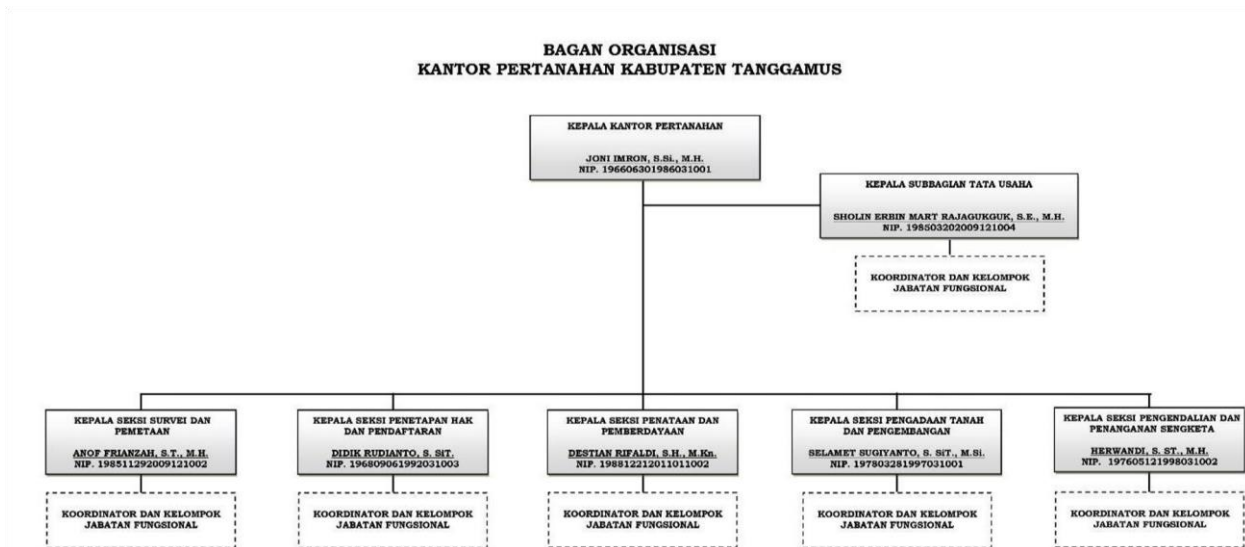 BAGAN ORGANISASI
KANTOR PERTANAHAN KABUPATEN TANGGAMUS
KEPALA KANTOR PERTANAHAN
JONI IMRON, S.Si., M.H.
NIP. 196606301986031001
KEPALA SUBBAGIAN TATA USAHA
SHOLIN ERBIN MART RAJAGUKGUK, S.E., M.H.
NIP. 198503202009121004
KOORDINATOR DAN KELOMPOK
JABATAN FUNGSIONAL
KEPALA SEKSI SURVEI DAN
PEMETAAN
ANOF FRIANZAH, S.T., M.H.
NIP. 198511292009121002
KOORDINATOR DAN KELOMPOK
JABATAN FUNGSIONAL
KEPALA SEKSI PENETAPAN HAK
DAN PENDAFTARAN
DIDIK RUDIANTO, S. SiT.
NIP. 196809061992031003
KOORDINATOR DAN KELOMPOK
JABATAN FUNGSIONAL
KEPALA SEKSI PENATAAN DAN
PEMBERDAYAAN
DESTIAN RIFALDI, S.H., M.Kn.
NIP. 198812212011011002
KOORDINATOR DAN KELOMPOK
JABATAN FUNGSIONAL
KEPALA SEKSI PENGADAAN TANAH
DAN PENGEMBANGAN
SELAMET SUGIYANTO, S. SiT., M.Si.
NIP. 197803281997031001
KOORDINATOR DAN KELOMPOK
JABATAN FUNGSIONAL
KEPALA SEKSI PENGENDALIAN DAN
PENANGANAN SENGKETA
HERWANDI, S. ST., M.H.
NIP. 197605121998031002
KOORDINATOR DAN KELOMPOK
JABATAN FUNGSIONAL